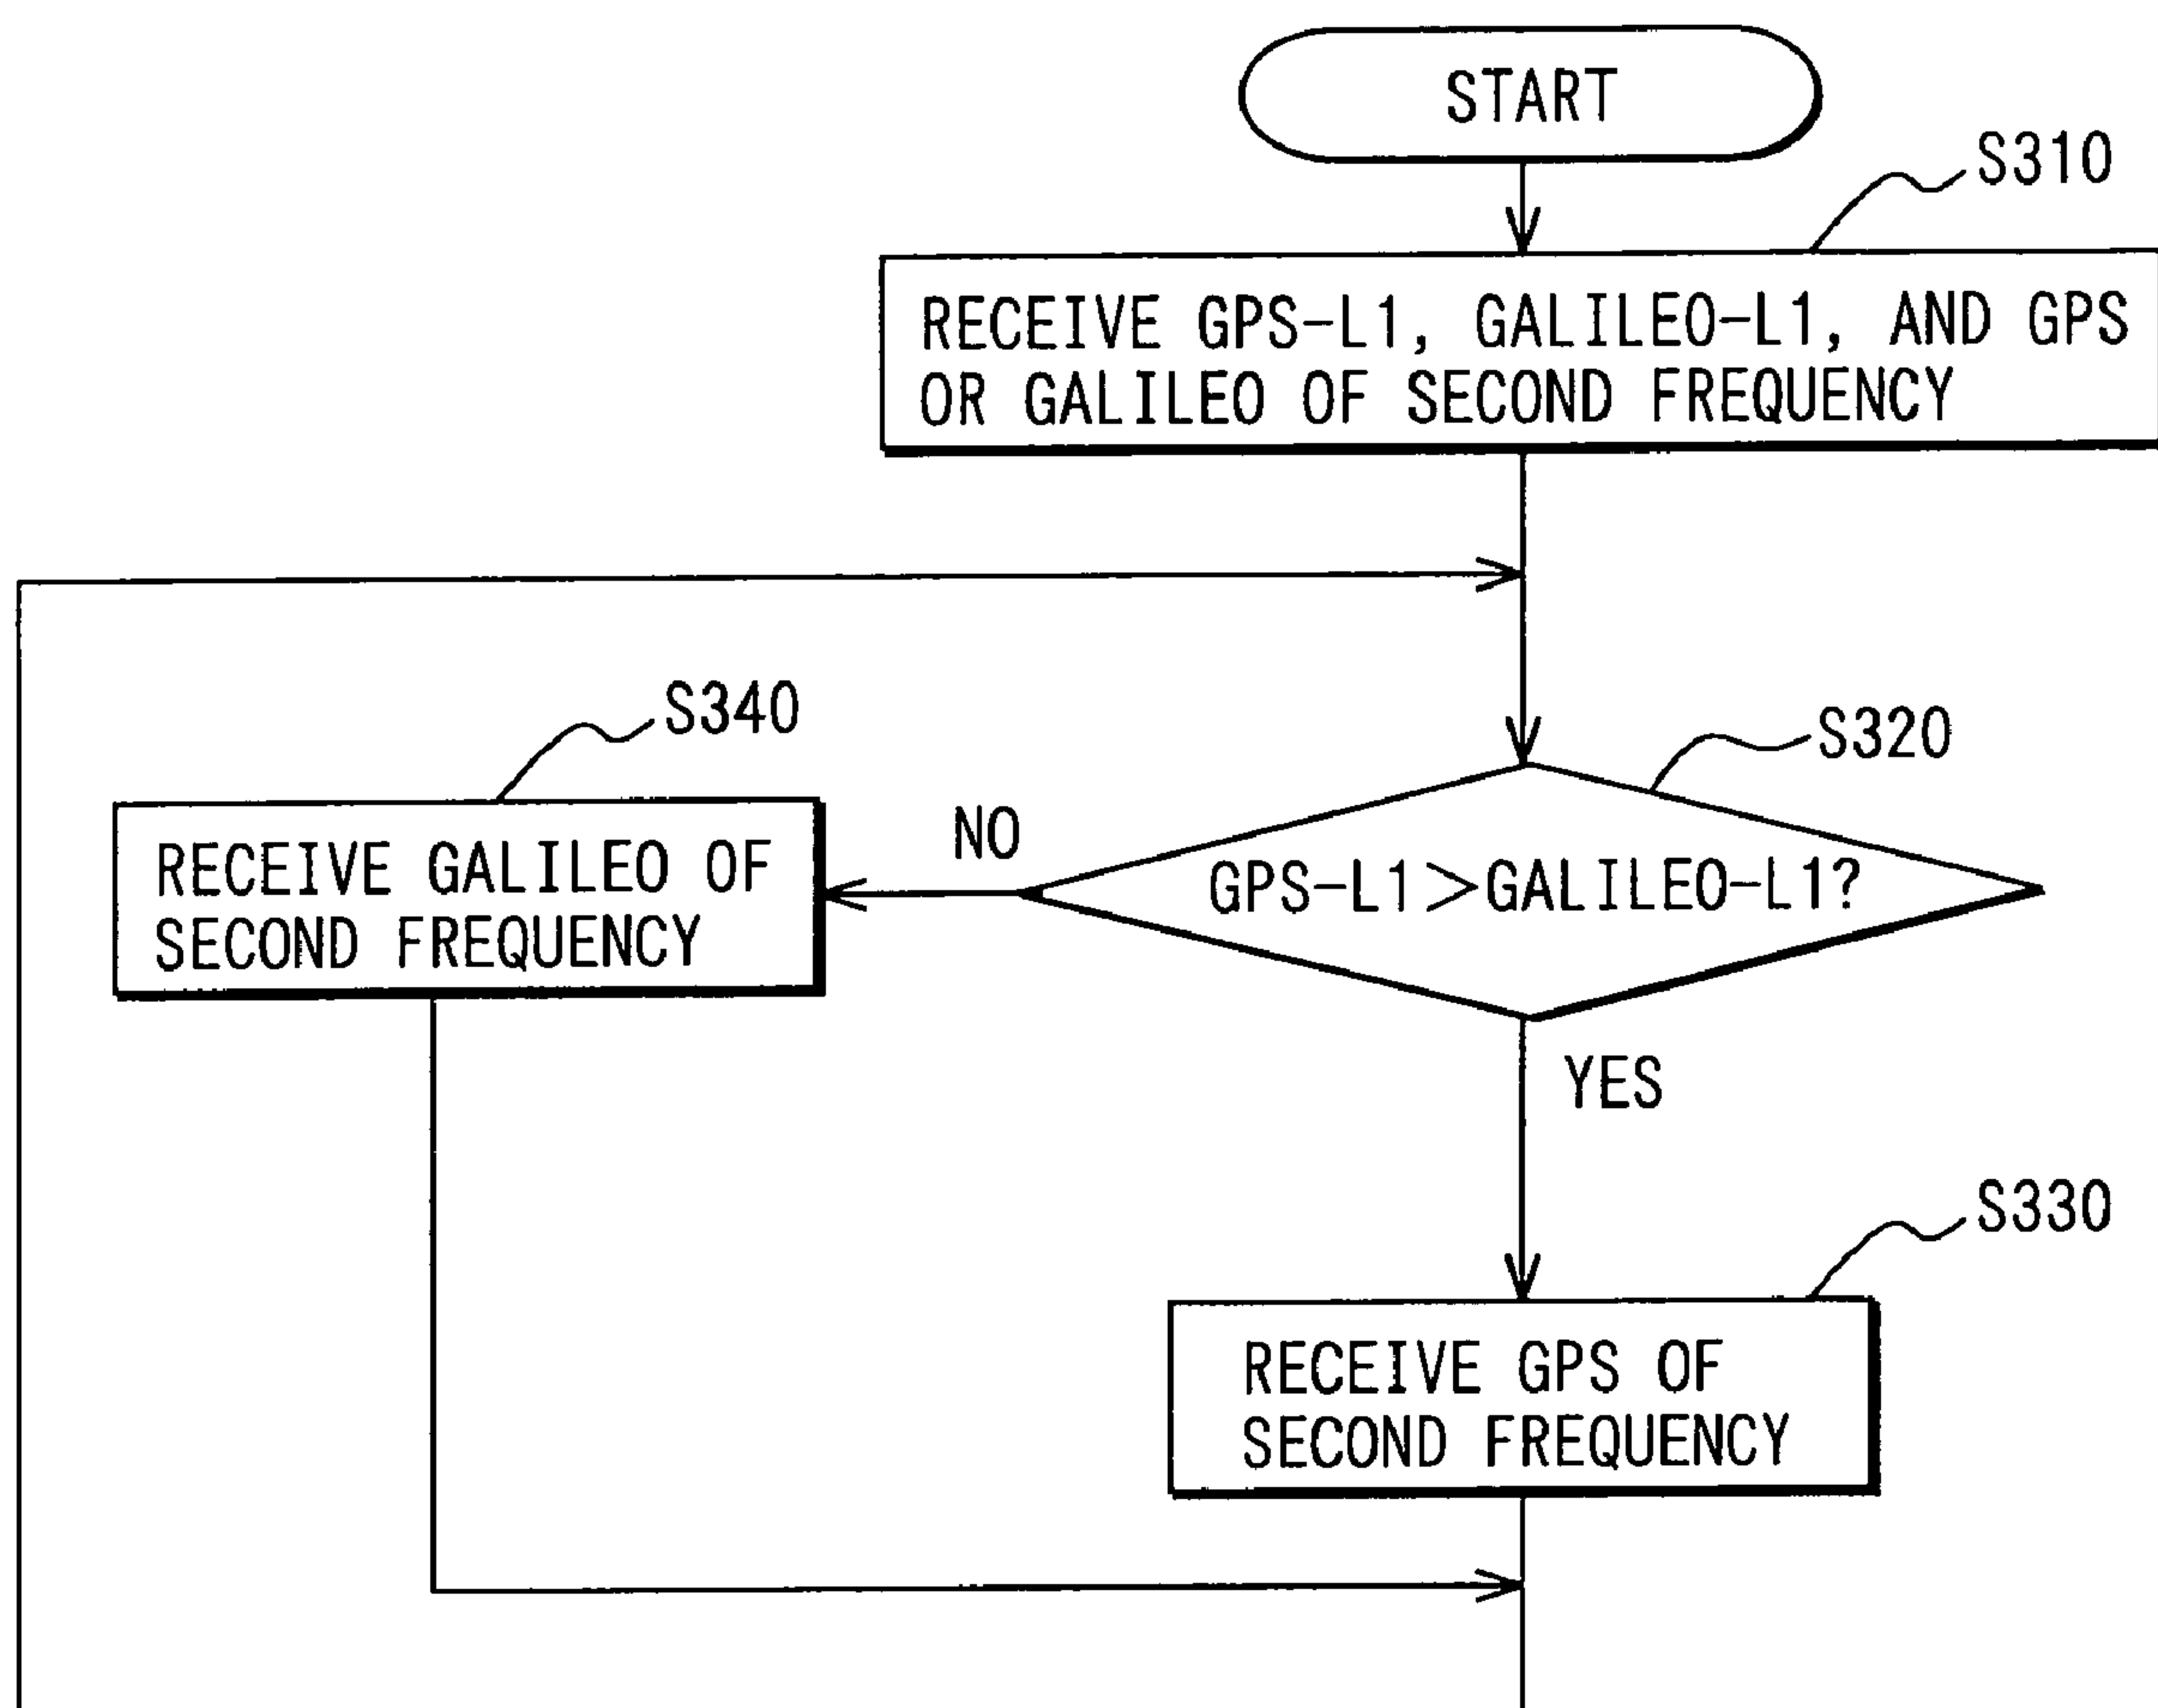 START
S310
RECEIVE GPS-L1, GALILEO-L1, AND GPS
OR GALILEO OF SECOND FREQUENCY
S340
S320
NO
RECEIVE GALILEO OF
SECOND FREQUENCY
GPS-L1>GALILEO-L1?
YES
S330
RECEIVE GPS OF
SECOND FREQUENCY